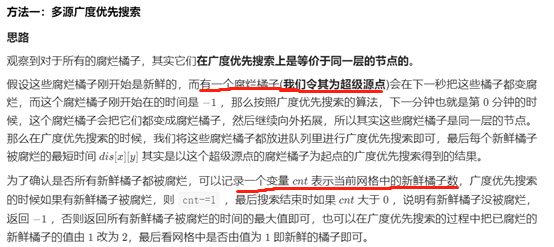 方法一：多源广度优先搜索
思路
观察到对于所有的腐烂橘子，其实它们在广度优先搜索上是等价于同一层的节点的。
假设这些腐烂橘子刚开始是新鲜的，而有一个腐烂橘子(我们令其为超级源点)会在下一秒把这些橘子都变腐
烂，而这个腐烂橘子刚开始在的时间是 −1 ，那么按照广度优先搜索的算法，下一分钟也就是第 0 分钟的时
候，这个腐烂橘子会把它们都变成腐烂橘子，然后继续向外拓展，所以其实这些腐烂橘子是同一层的节点。
那么在广度优先搜索的时候，我们将这些腐烂橘子都放进队列里进行广度优先搜索即可，最后每个新鲜橘子
被腐烂的最短时间 dis[x][y] 其实是以这个超级源点的腐烂橘子为起点的广度优先搜索得到的结果。
为了确认是否所有新鲜橘子都被腐烂，可以记录一个变量 cnt 表示当前网格中的新鲜橘子数，广度优先搜索
的时候如果有新鲜橘子被腐烂，则 cnt-=1 ，最后搜索结束时如果 cnt 大于 0 ，说明有新鲜橘子没被腐烂，
返回 −1 ，否则返回所有新鲜橘子被腐烂的时间的最大值即可，也可以在广度优先搜索的过程中把已腐烂的
新鲜橘子的值由 1 改为 2，最后看网格中是否有值为 1 即新鲜的橘子即可。